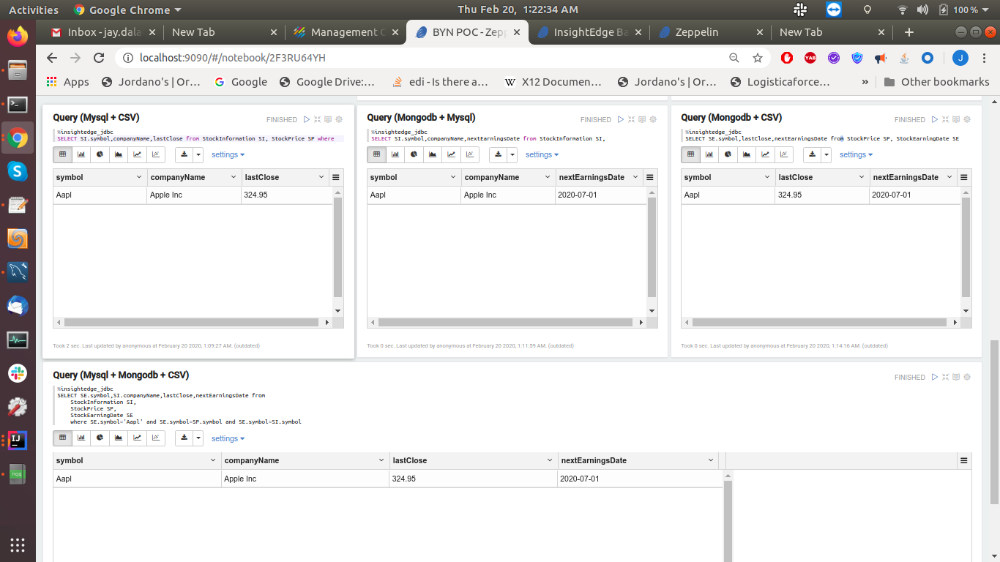 Activities Google Chrome Thu Feb 20, 1:22:34 AM 100 %
Inbox - jay.dala New Tab Management C BYN POC - Zepp InsightEdge Ba Zeppelin New Tab
localhost:9090/#/notebook/2F3RU64YH YAB J
Apps Jordano's | Or… Google Google Drive:… edi - Is there a… W X12 Documen… Jordano's | Or… Logisticaforce… » Other bookmarks
Query (Mysql + CSV) FINISHED
%insightedge_jdbc
SELECT SI.symbol,companyName,lastClose from StockInformation SI, StockPrice SP where
settings
symbol companyName lastClose
Aapl Apple Inc 324.95
Took 2 sec. Last updated by anonymous at February 20 2020, 1:09:27 AM. (outdated)
Query (Mongodb + Mysql) FINISHED
%insightedge_jdbc
SELECT SI.symbol,companyName,nextEarningsDate from StockInformation SI,
settings
symbol companyName nextEarningsDate
Aapl Apple Inc 2020-07-01
Took 0 sec. Last updated by anonymous at February 20 2020, 1:11:59 AM. (outdated)
Query (Mongodb + CSV) FINISHED
%insightedge_jdbc
SELECT SE.symbol,lastClose,nextEarningsDate from StockPrice SP, StockEarningDate SE
settings
symbol lastClose nextEarningsDate
Aapl 324.95 2020-07-01
Took 0 sec. Last updated by anonymous at February 20 2020, 1:14:16 AM. (outdated)
Query (Mysql + Mongodb + CSV) FINISHED
%insightedge_jdbc
SELECT SE.symbol,SI.companyName,lastClose,nextEarningsDate from
StockInformation SI,
StockPrice SP,
StockEarningDate SE
where SE.symbol='Aapl' and SE.symbol=SP.symbol and SE.symbol=SI.symbol
settings
symbol companyName lastClose nextEarningsDate
Aapl Apple Inc 324.95 2020-07-01
IJ
nqq